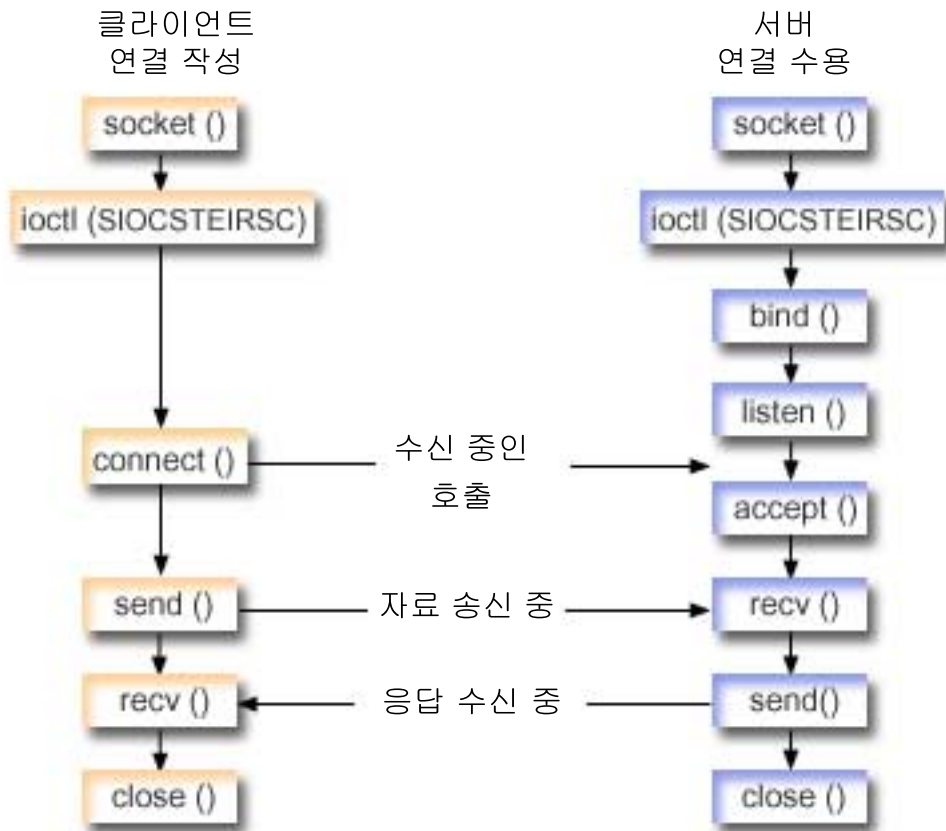 클라이언트
연결 작성
서버
연결 수용
socket ()
socket ()
ioctl (SIOCSTEIRSC)
ioctl (SIOCSTEIRSC)
bind ()
listen ()
connect ()
수신 중인
호출
accept ()
send ()
자료 송신 중
recv ()
recv ()
응답 수신 중
send()
close ()
close ()